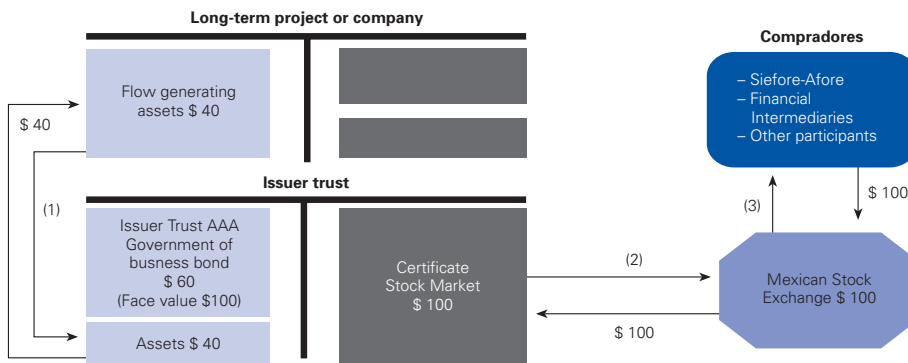 Long-term project or company
Flow generating
assets $ 40
$ 40
(1)
Issuer trust
Issuer Trust AAA
Government of
busness bond
$ 60
(Face value $100)
Assets $ 40
Certificate
Stock Market
$ 100
(2)
$ 100
Compradores
– Siefore-Afore
– Financial
Intermediaries
– Other participants
(3)
$ 100
Mexican Stock
Exchange $ 100